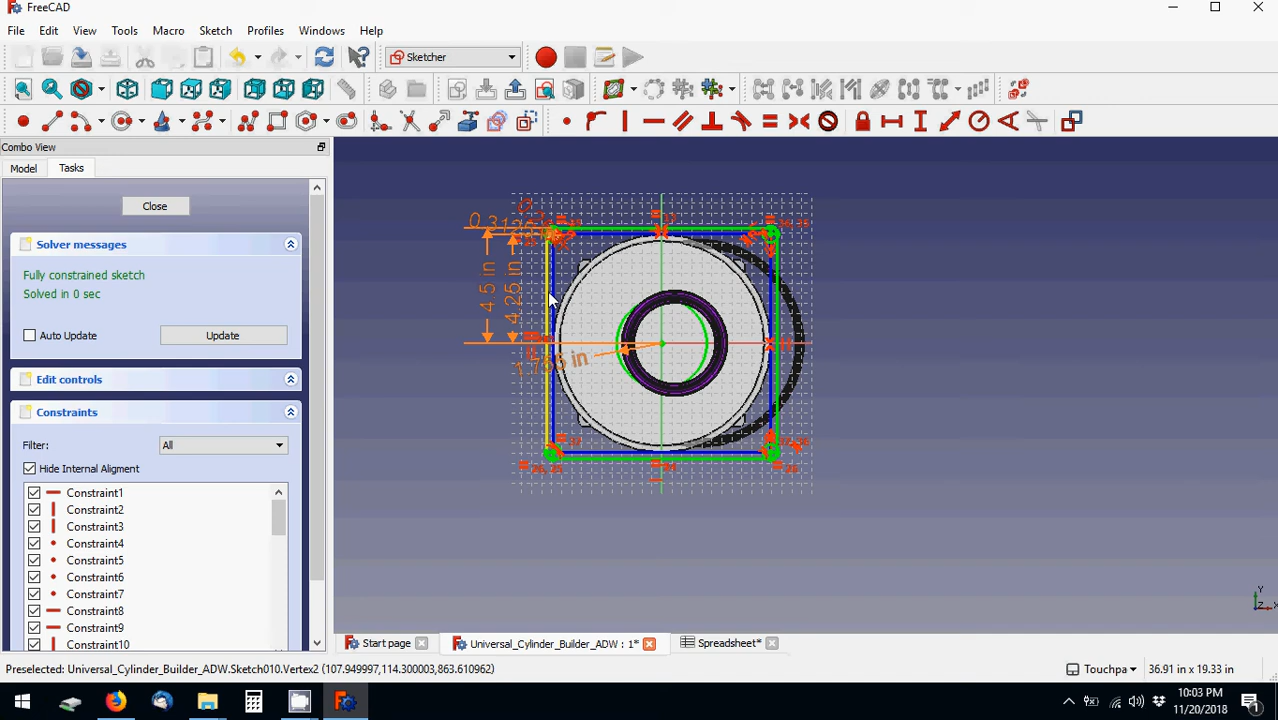 FreeCAD
File Edit View Tools Macro Sketch Profiles Windows Help
Sketcher
Combo View
Model Tasks
Close
Solver messages
Fully constrained sketch
Solved in 0 sec
Auto Update Update
Edit controls
Constraints
Filter: All
Hide Internal Aligment
Constraint1
Constraint2
Constraint3
Constraint4
Constraint5
Constraint6
Constraint7
Constraint8
Constraint9
Constraint10
4.5 in
4.25 in
Y
Z X
Start page Universal_Cylinder_Builder_ADW : 1* Spreadsheet*
Preselected: Universal_Cylinder_Builder_ADW.Sketch010.Vertex2 (107.949997,114.300003,863.610962) Touchpa 36.91 in x 19.33 in
10:03 PM
11/20/2018
1